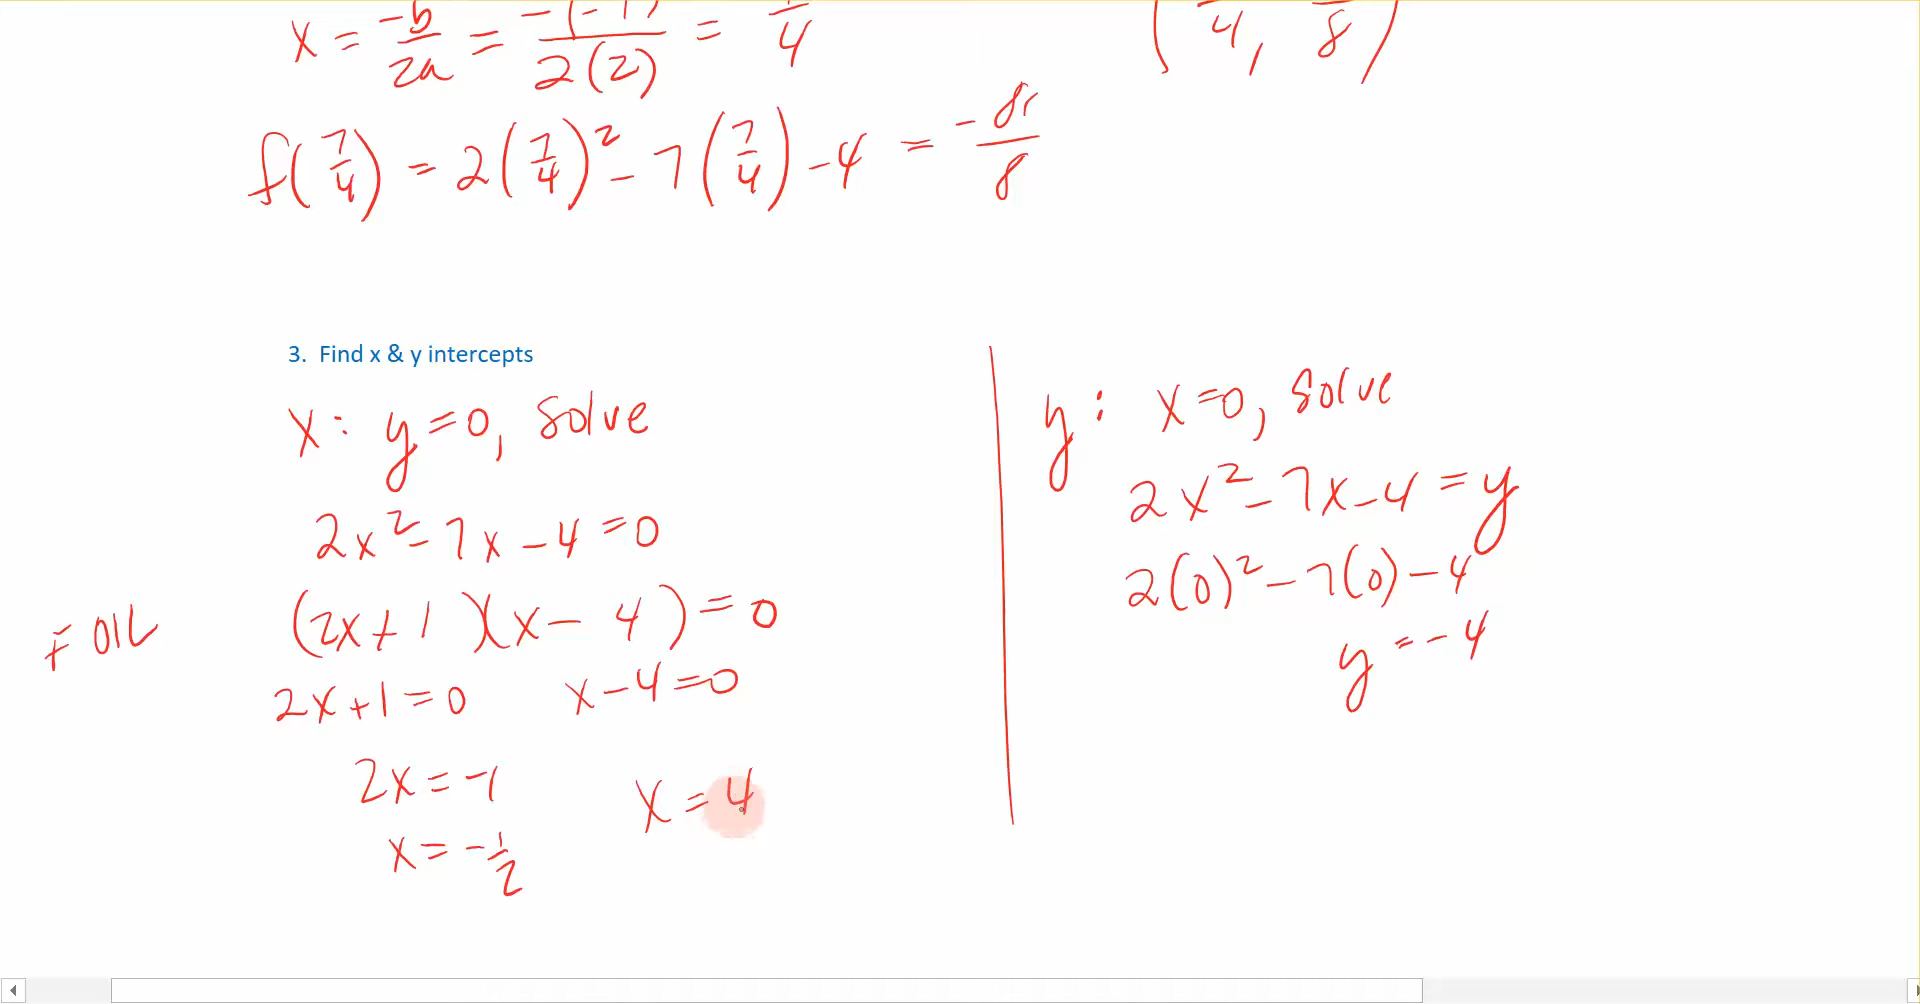 x = -b/2a = -(-7)/2(2) = 7/4
( 4, 8 )
f(7/4) = 2(7/4)² - 7(7/4) - 4 = -81/8
3. Find x & y intercepts
x: y = 0, solve
2x² - 7x - 4 = 0
(2x + 1)(x - 4) = 0
FOIL
2x + 1 = 0 x - 4 = 0
2x = -1 x = 4
x = -1/2
y: x = 0, solve
2x² - 7x - 4 = y
2(0)² - 7(0) - 4
y = -4